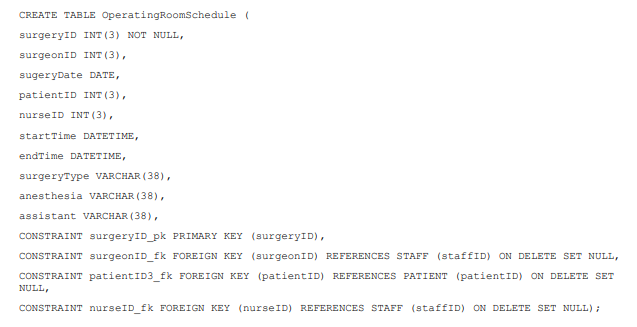 CREATE TABLE OperatingRoomSchedule (
surgeryID INT(3) NOT NULL,
surgeonID INT(3),
sugeryDate DATE,
patientID INT(3),
nurseID INT(3),
startTime DATETIME,
endTime DATETIME,
surgeryType VARCHAR(38),
anesthesia VARCHAR(38),
assistant VARCHAR(38),
CONSTRAINT surgeryID_pk PRIMARY KEY (surgeryID),
CONSTRAINT surgeonID_fk FOREIGN KEY (surgeonID) REFERENCES STAFF (staffID) ON DELETE SET NULL,
CONSTRAINT patientID3_fk FOREIGN KEY (patientID) REFERENCES PATIENT (patientID) ON DELETE SET
NULL,
CONSTRAINT nurseID_fk FOREIGN KEY (nurseID) REFERENCES STAFF (staffID) ON DELETE SET NULL);